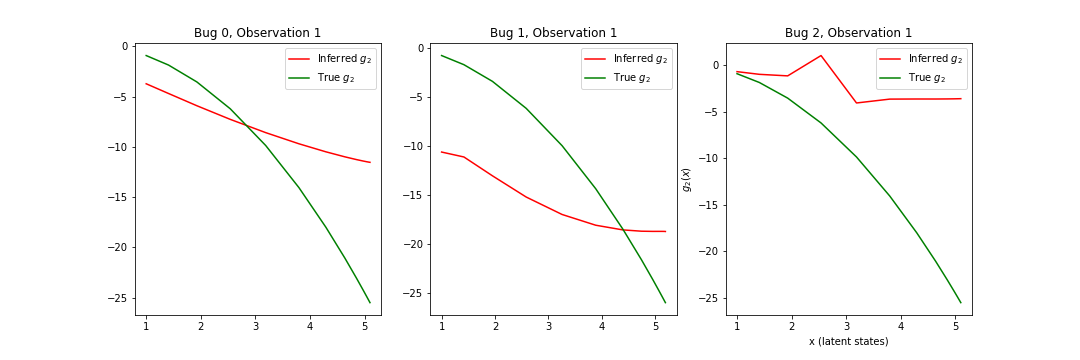 Bug 0, Observation 1
Inferred g₂
True g₂
0
−5
−10
−15
−20
−25
1 2 3 4 5
Bug 1, Observation 1
Inferred g₂
True g₂
0
−5
−10
−15
−20
−25
1 2 3 4 5
Bug 2, Observation 1
Inferred g₂
True g₂
g₂(x)
0
−5
−10
−15
−20
−25
1 2 3 4 5
x (latent states)